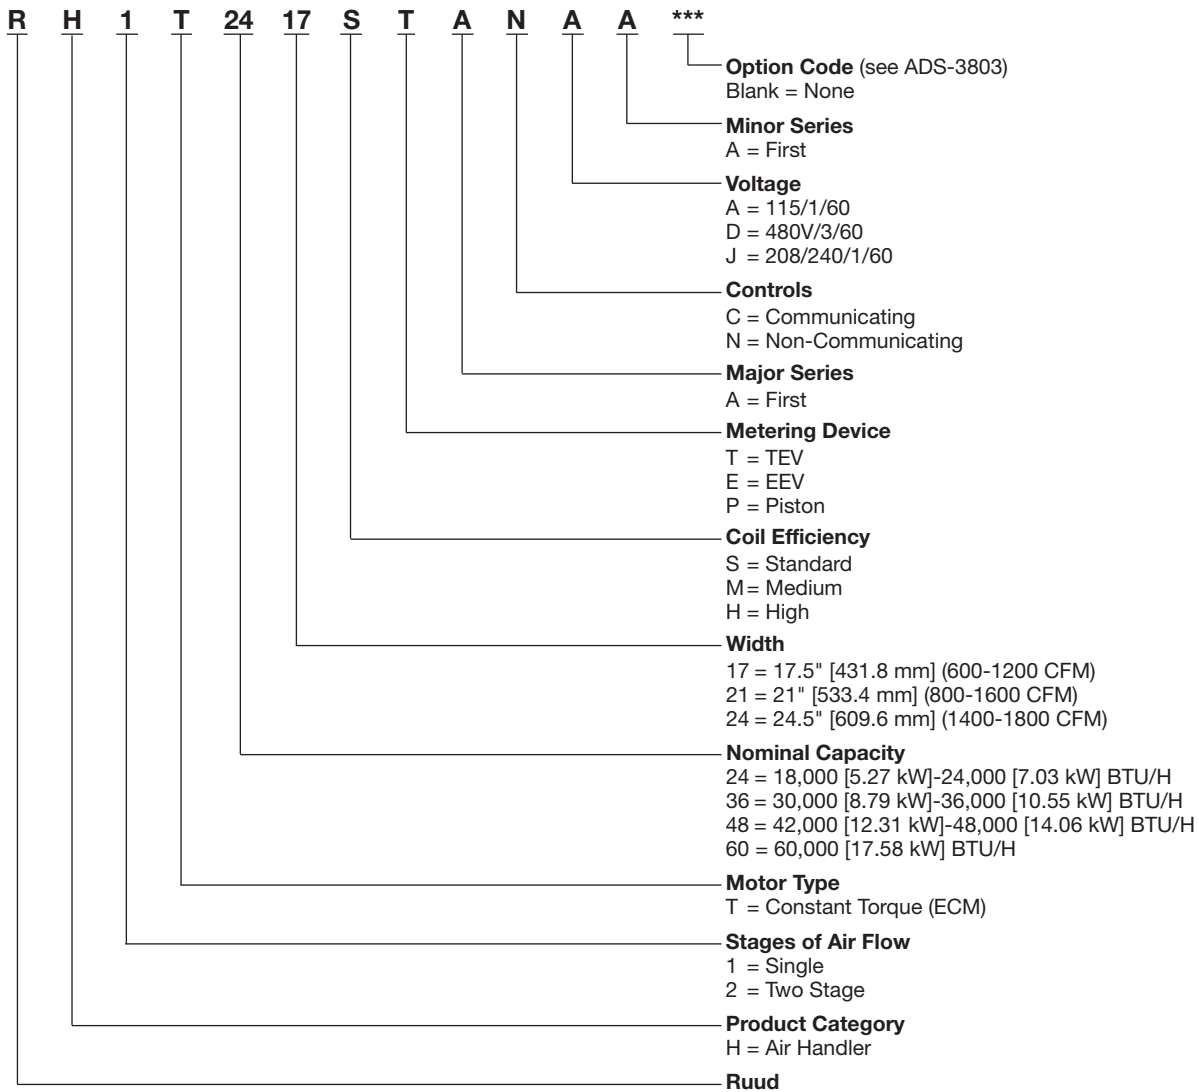 R H 1 T 24 17 S T A N A A ***
Option Code (see ADS-3803)
Blank = None
Minor Series
A = First
Voltage
A = 115/1/60
D = 480V/3/60
J = 208/240/1/60
Controls
C = Communicating
N = Non-Communicating
Major Series
A = First
Metering Device
T = TEV
E = EEV
P = Piston
Coil Efficiency
S = Standard
M = Medium
H = High
Width
17 = 17.5" [431.8 mm] (600-1200 CFM)
21 = 21" [533.4 mm] (800-1600 CFM)
24 = 24.5" [609.6 mm] (1400-1800 CFM)
Nominal Capacity
24 = 18,000 [5.27 kW]-24,000 [7.03 kW] BTU/H
36 = 30,000 [8.79 kW]-36,000 [10.55 kW] BTU/H
48 = 42,000 [12.31 kW]-48,000 [14.06 kW] BTU/H
60 = 60,000 [17.58 kW] BTU/H
Motor Type
T = Constant Torque (ECM)
Stages of Air Flow
1 = Single
2 = Two Stage
Product Category
H = Air Handler
Ruud